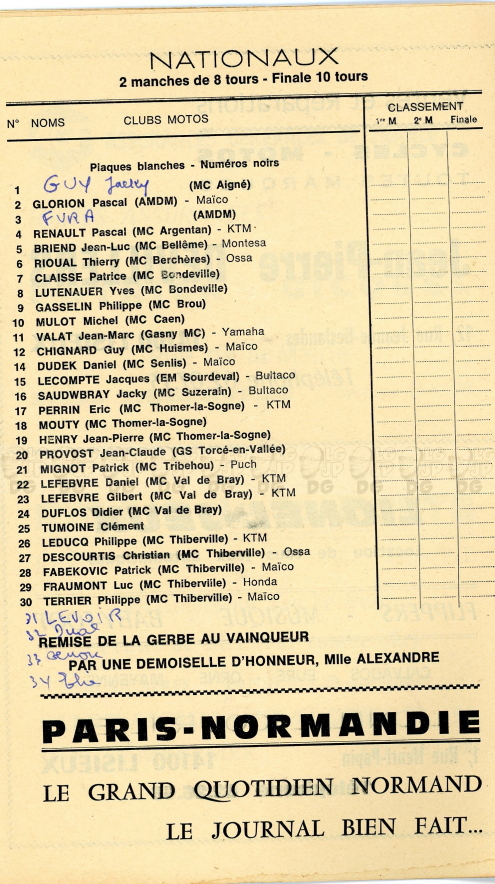 NATIONAUX
2 manches de 8 tours - Finale 10 tours
N° NOMS CLUBS MOTOS CLASSEMENT
1re M 2e M Finale
Plaques blanches - Numéros noirs
1 GUY Jacky (MC Aigné)
2 GLORION Pascal (AMDM) - Maïco
3 FURA (AMDM)
4 RENAULT Pascal (MC Argentan) - KTM
5 BRIEND Jean-Luc (MC Bellême) - Montesa
6 RIOUAL Thierry (MC Berchères) - Ossa
7 CLAISSE Patrice (MC Bondeville)
8 LUTENAUER Yves (MC Bondeville)
9 GASSELIN Philippe (MC Brou)
10 MULOT Michel (MC Caen)
11 VALAT Jean-Marc (Gasny MC) - Yamaha
12 CHIGNARD Guy (MC Huismes) - Maïco
14 DUDEK Daniel (MC Senlis) - Maïco
15 LECOMPTE Jacques (EM Sourdeval) - Bultaco
16 SAUDWBRAY Jacky (MC Suzerain) - Bultaco
17 PERRIN Eric (MC Thomer-la-Sogne) - KTM
18 MOUTY (MC Thomer-la-Sogne)
19 HENRY Jean-Pierre (MC Thomer-la-Sogne)
20 PROVOST Jean-Claude (GS Torcé-en-Vallée)
21 MIGNOT Patrick (MC Tribehou) - Puch
22 LEFEBVRE Daniel (MC Val de Bray) - KTM
23 LEFEBVRE Gilbert (MC Val de Bray) - KTM
24 DUFLOS Didier (MC Val de Bray)
25 TUMOINE Clément
26 LEDUCQ Philippe (MC Thiberville) - KTM
27 DESCOURTIS Christian (MC Thiberville) - Ossa
28 FABEKOVIC Patrick (MC Thiberville) - Maïco
29 FRAUMONT Luc (MC Thiberville) - Honda
30 TERRIER Philippe (MC Thiberville) - Maïco
31 LEVOIR
32
REMISE DE LA GERBE AU VAINQUEUR
33
PAR UNE DEMOISELLE D'HONNEUR, Mlle ALEXANDRE
34
PARIS-NORMANDIE
LE GRAND QUOTIDIEN NORMAND
LE JOURNAL BIEN FAIT...